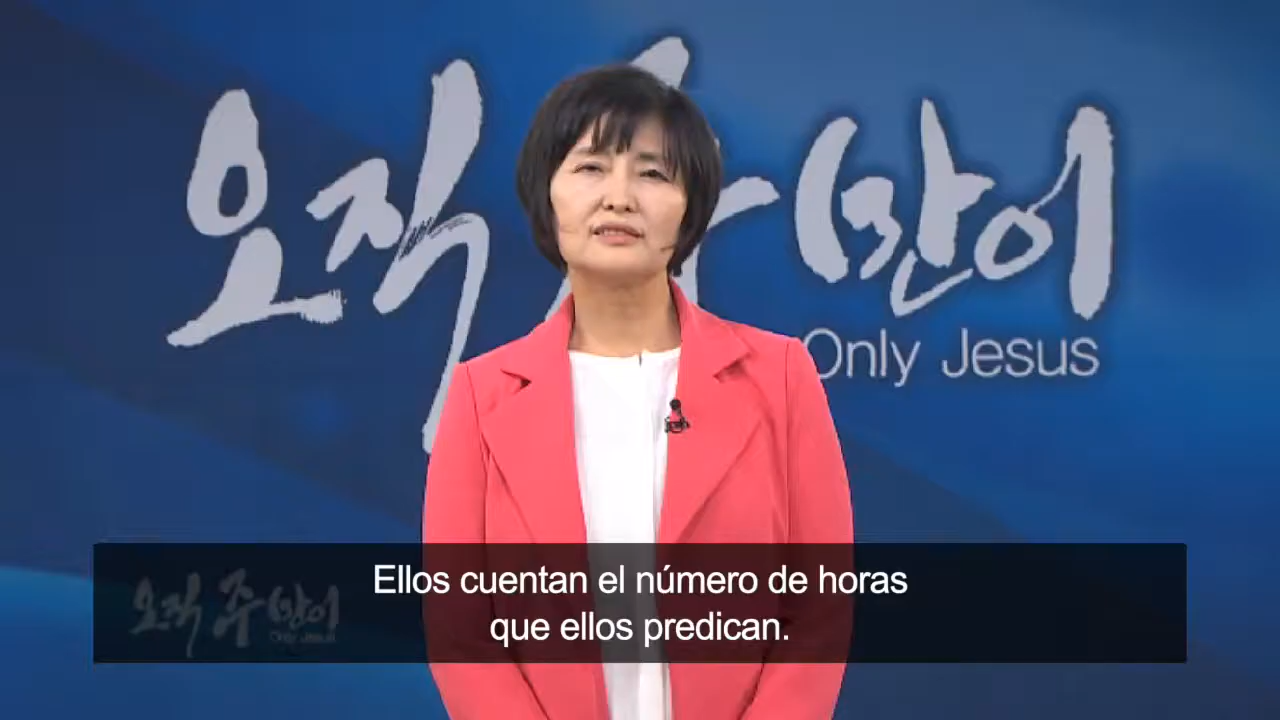 오직 주만이
Only Jesus
Ellos cuentan el número de horas
que ellos predican.
오직 주만이
Only Jesus